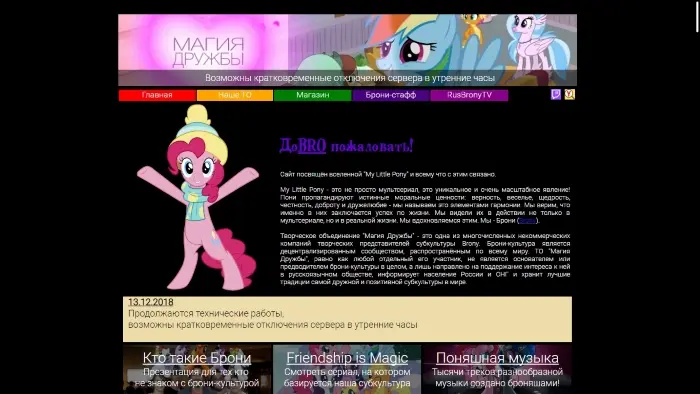 МАГИЯ
ДРУЖБЫ
Возможны кратковременные отключения сервера в утренние часы
Главная
Наше ТО
Магазин
Брони-стафф
RusBronyTV
ДоBRO пожаловать!
Сайт посвящён вселенной "My Little Pony" и всему что с этим связано.
My Little Pony - это не просто мультсериал, это уникальное и очень масштабное явление!
Пони пропагандируют истинные моральные ценности: верность, веселье, щедрость,
честность, доброту и дружелюбие - мы называем это элементами гармонии. Мы верим, что
именно в них заключается успех по жизни. Мы видели их в действии не только в
мультсериале, но и в реальной жизни. Мы вдохновляемся этим. Мы - Брони
Творческое объединение "Магия Дружбы" - это одна из многочисленных некоммерческих
компаний творческих представителей субкультуры Brony. Брони-культура является
децентрализированным сообществом, распространённым по всему миру. ТО "Магия
Дружбы", равно как любой отдельный его участник, не является основателем или
предводителем брони-культуры в целом, а лишь направлено на поддержание интереса к ней
в русскоязычном обществе, информирует население России и СНГ и хранит лучшие
традиции самой дружной и позитивной субкультуры в мире.
13.12.2018
Продолжаются технические работы,
возможны кратковременные отключения сервера в утренние часы
Кто такие Брони
Презентация для тех кто
не знаком с брони-культурой
Friendship is Magic
Смотреть сериал, на котором
базируется наша субкультура
Поняшная музыка
Тысячи треков разнообразной
музыки создано броняшами!